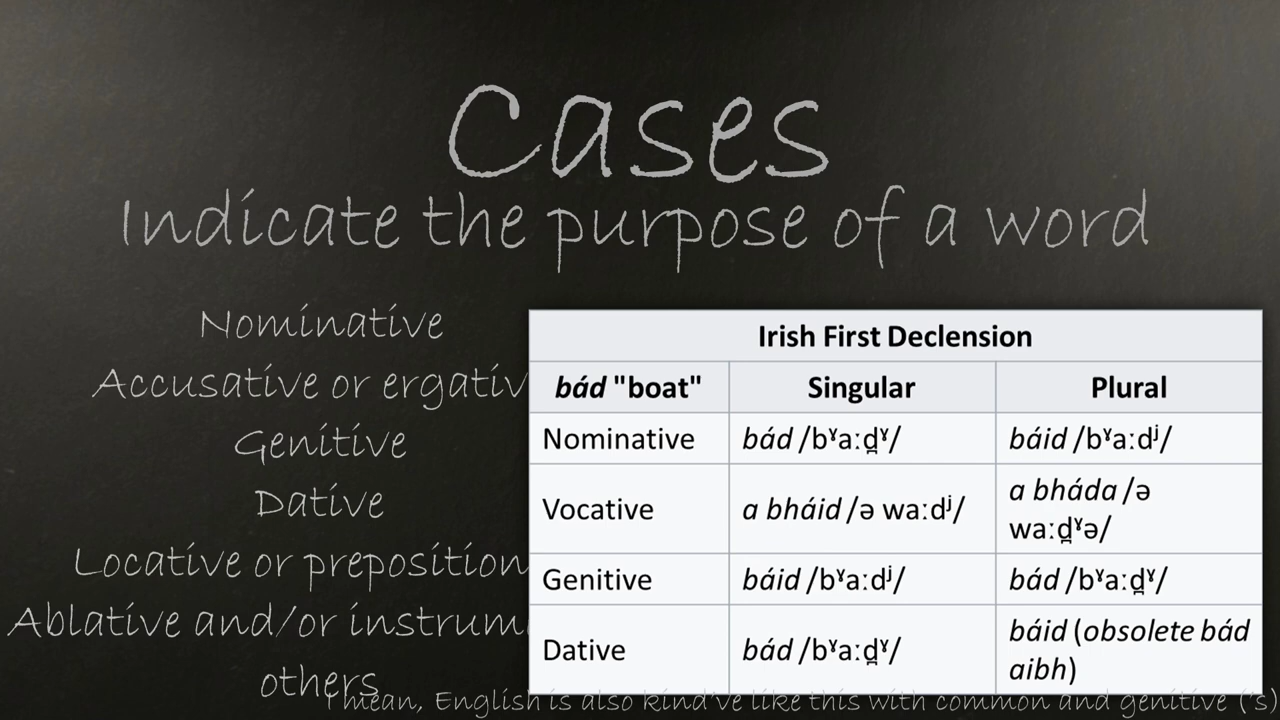 Cases
Indicate the purpose of a word
Nominative
Accusative or ergativ
Genitive
Dative
Locative or preposition
Ablative and/or instrum
others
Irish First Declension
bád "boat" Singular Plural
Nominative bád /bˠaːd̪ˠ/ báid /bˠaːdʲ/
Vocative a bháid /ə waːdʲ/ a bháda /ə
waːd̪ˠə/
Genitive báid /bˠaːdʲ/ bád /bˠaːd̪ˠ/
Dative bád /bˠaːd̪ˠ/ báid (obsolete bád
aibh)
I mean, English is also kind've like this with common and genitive ('s)